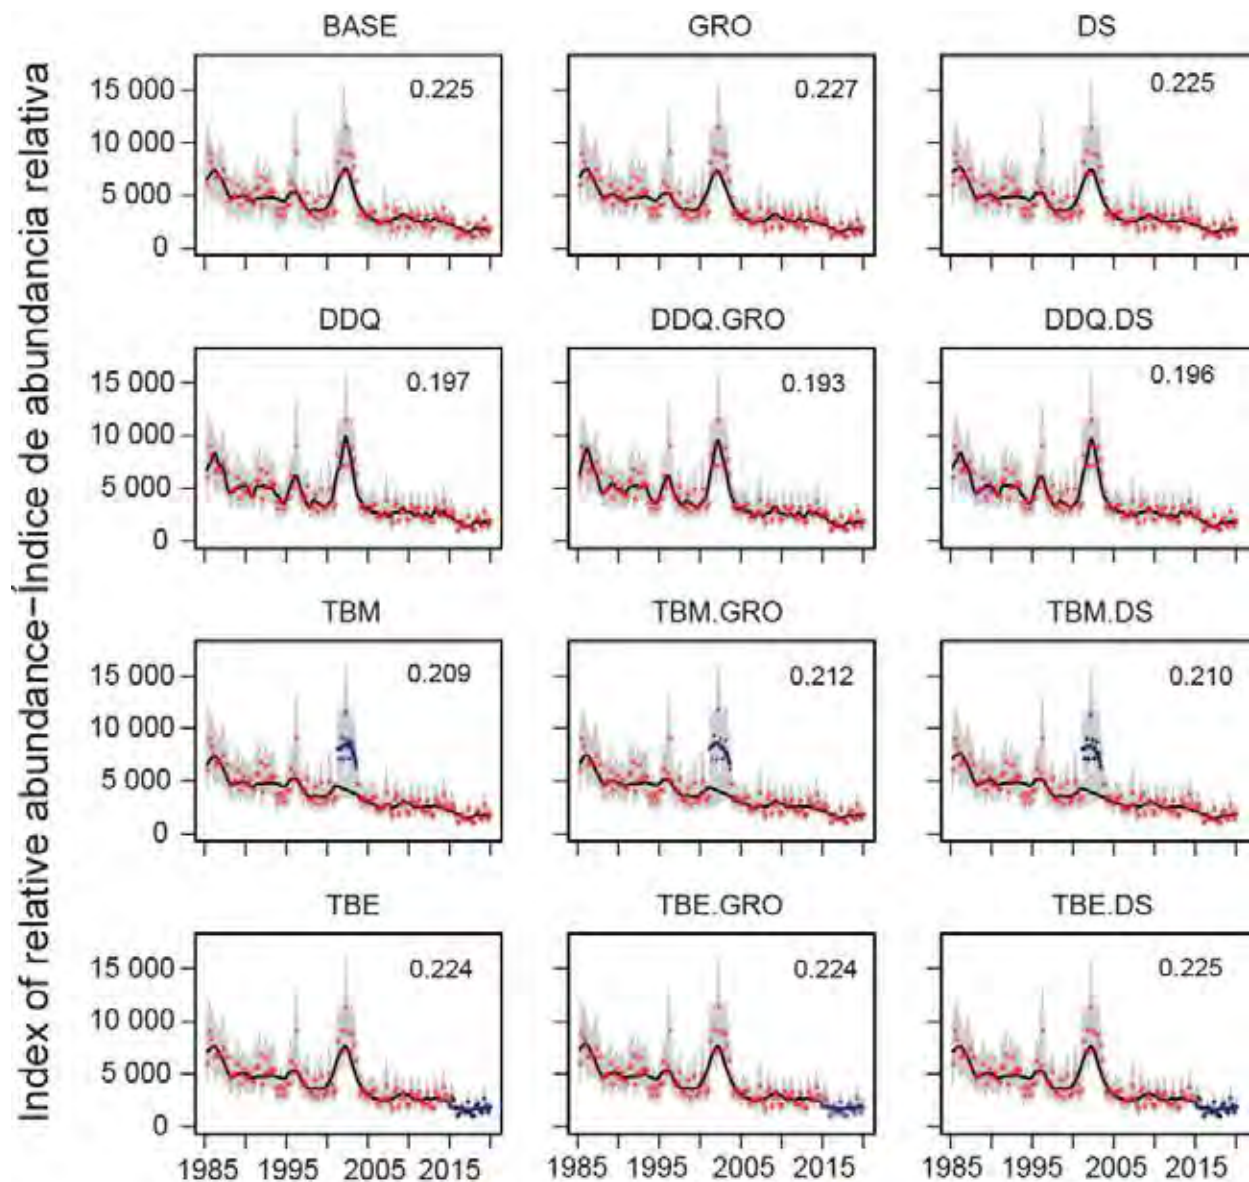 Index of relative abundance-Índice de abundancia relativa
BASE GRO DS
15 000 0.225 0.227 0.225
10 000
5 000
0
DDQ DDQ.GRO DDQ.DS
15 000 0.197 0.193 0.196
10 000
5 000
0
TBM TBM.GRO TBM.DS
15 000 0.209 0.212 0.210
10 000
5 000
0
TBE TBE.GRO TBE.DS
15 000 0.224 0.224 0.225
10 000
5 000
0
1985 1995 2005 2015 1985 1995 2005 2015 1985 1995 2005 2015